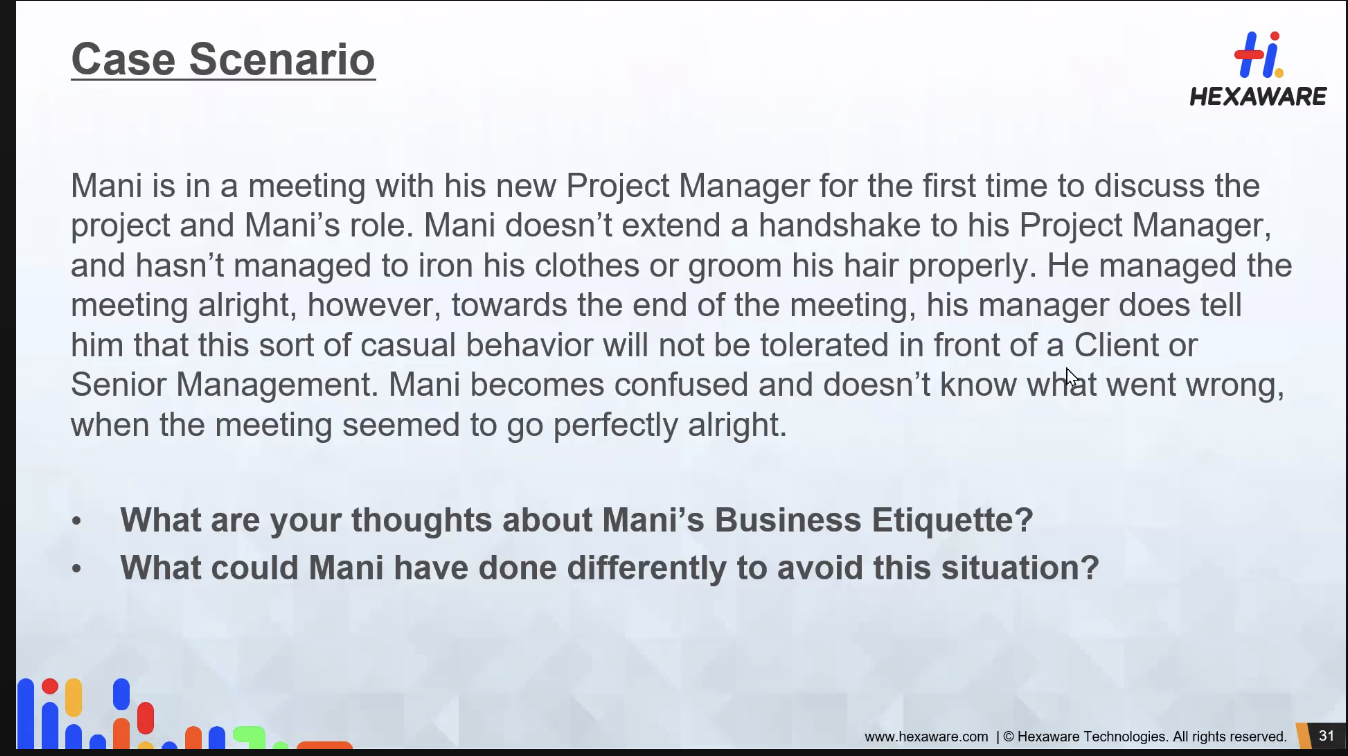 Case Scenario
HEXAWARE
Mani is in a meeting with his new Project Manager for the first time to discuss the
project and Mani’s role. Mani doesn’t extend a handshake to his Project Manager,
and hasn’t managed to iron his clothes or groom his hair properly. He managed the
meeting alright, however, towards the end of the meeting, his manager does tell
him that this sort of casual behavior will not be tolerated in front of a Client or
Senior Management. Mani becomes confused and doesn’t know what went wrong,
when the meeting seemed to go perfectly alright.
• What are your thoughts about Mani’s Business Etiquette?
• What could Mani have done differently to avoid this situation?
www.hexaware.com | © Hexaware Technologies. All rights reserved. 31